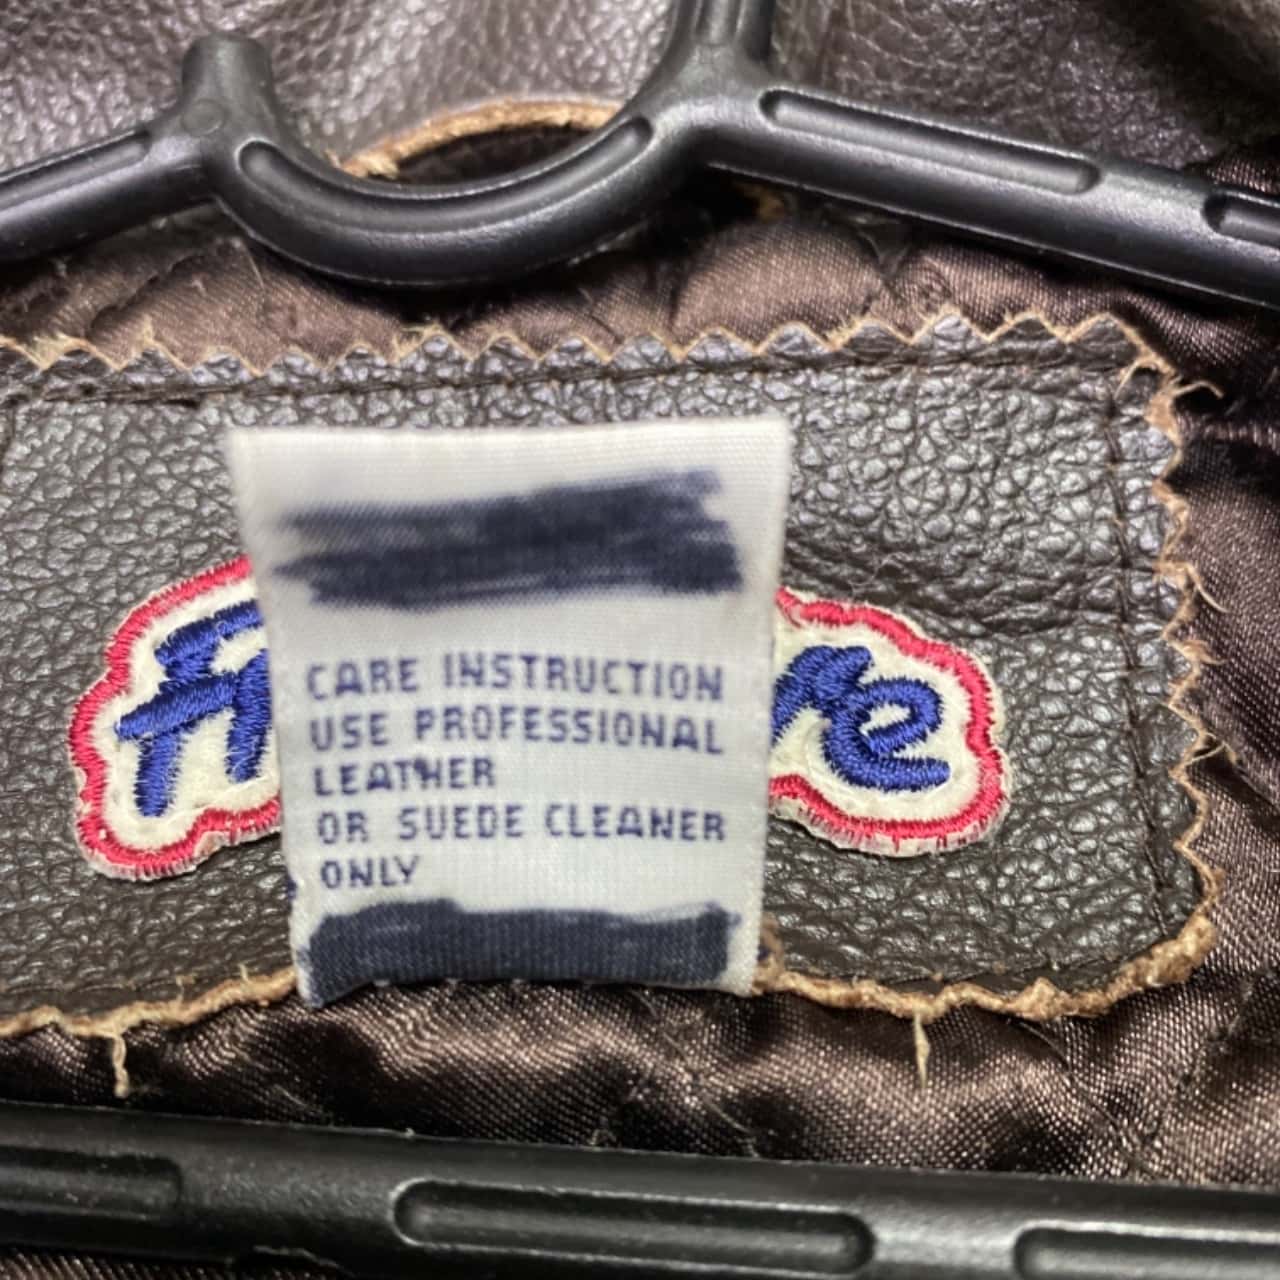 CARE INSTRUCTION
USE PROFESSIONAL
LEATHER
OR SUEDE CLEANER
ONLY